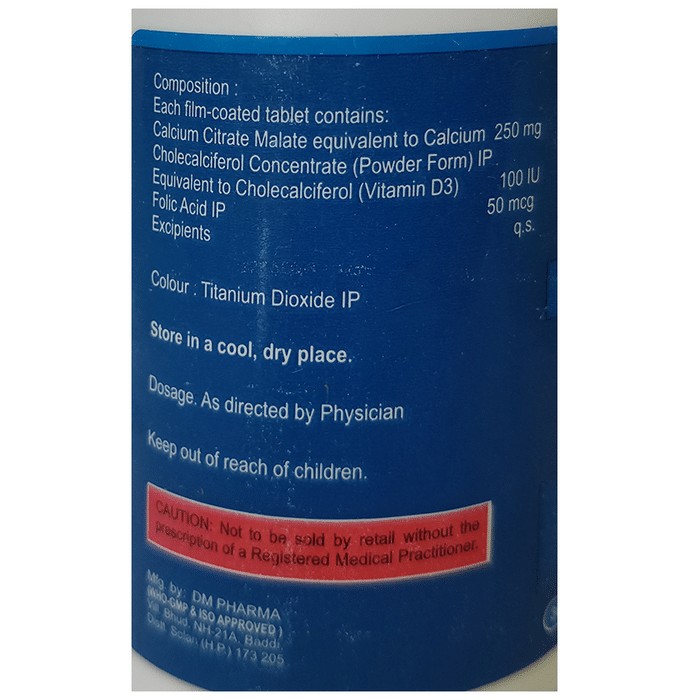 Composition :
Each film-coated tablet contains:
Calcium Citrate Malate equivalent to Calcium 250 mg
Cholecalciferol Concentrate (Powder Form) IP
Equivalent to Cholecalciferol (Vitamin D3) 100 IU
Folic Acid IP 50 mcg
Excipients q.s.
Colour : Titanium Dioxide IP
Store in a cool, dry place.
Dosage. As directed by Physician
Keep out of reach of children.
CAUTION: Not to be sold by retail without the
prescription of a Registered Medical Practitioner.
Mfg. by: DM PHARMA
(WHO-GMP & ISO APPROVED)
Vill. Bhud, NH-21A, Baddi
Distt. Solan (H.P.) 173 205